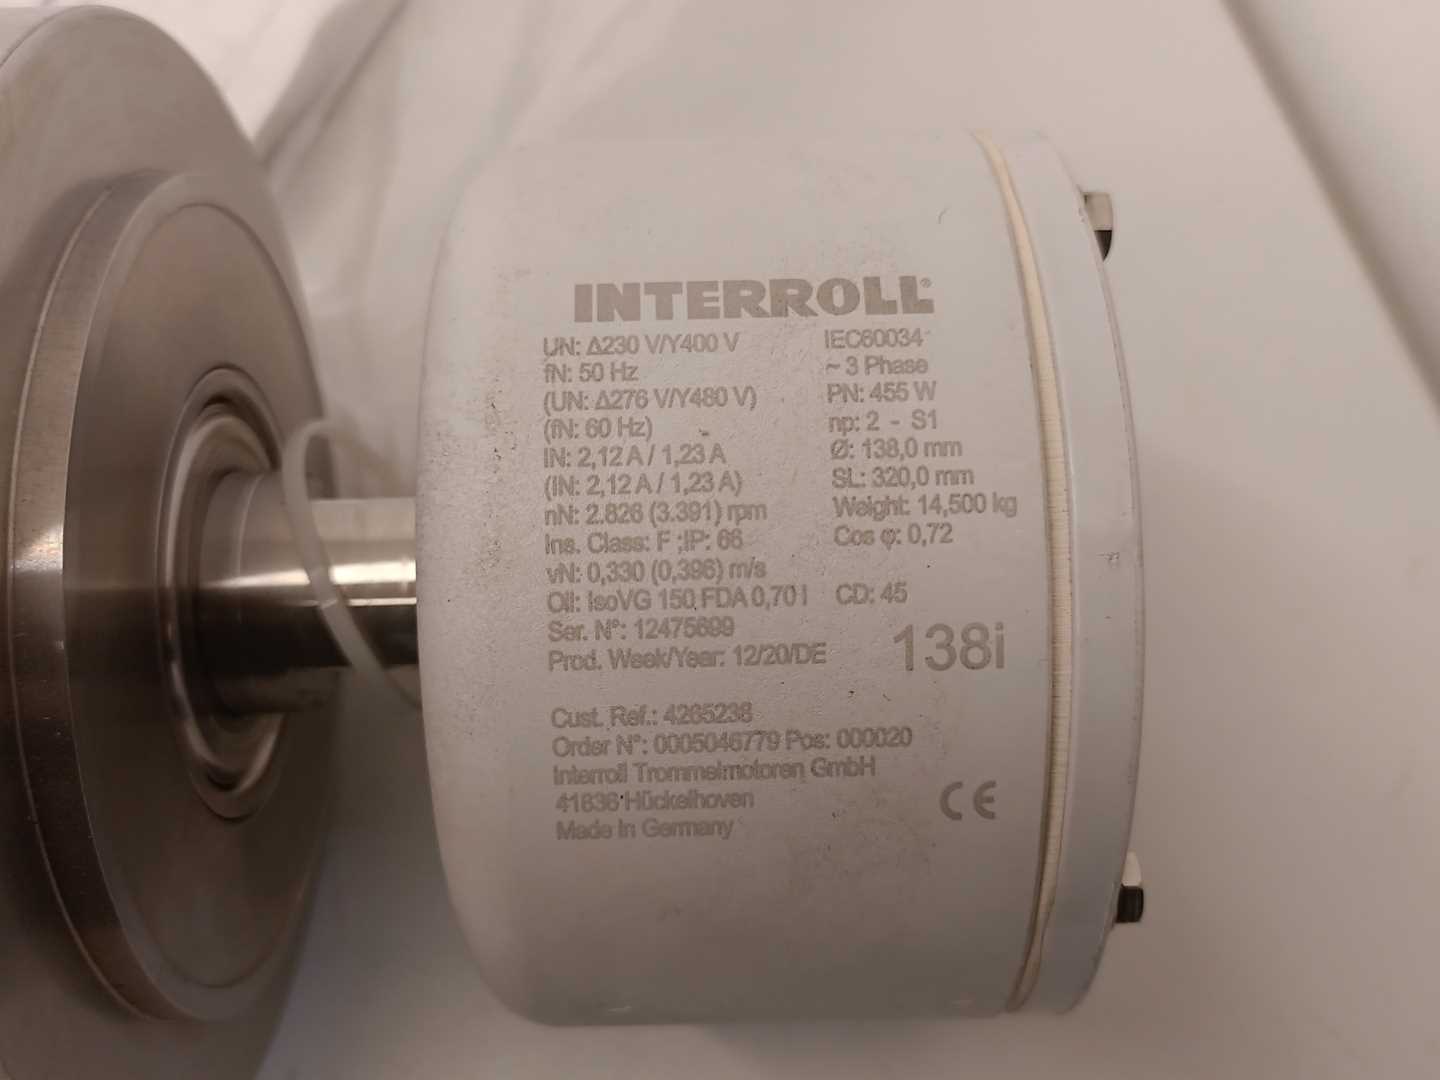 INTERROLL®
UN: Δ230 V/Y400 V IEC60034
fN: 50 Hz ~ 3 Phase
(UN: Δ276 V/Y480 V) PN: 455 W
(fN: 60 Hz) np: 2 - S1
IN: 2,12 A / 1,23 A Ø: 138,0 mm
(IN: 2,12 A / 1,23 A) SL: 320,0 mm
nN: 2.826 (3.391) rpm Weight: 14,500 kg
Ins. Class: F ;IP: 66 Cos φ: 0,72
vN: 0,330 (0,396) m/s
Oil: IsoVG 150 FDA 0,70 l CD: 45
Ser. N°: 12475699
Prod. Week/Year: 12/20/DE 138i
Cust. Ref.: 4265238
Order N°: 0005046779 Pos: 000020
Interroll Trommelmotoren GmbH
41836 Hückelhoven
Made in Germany
CE